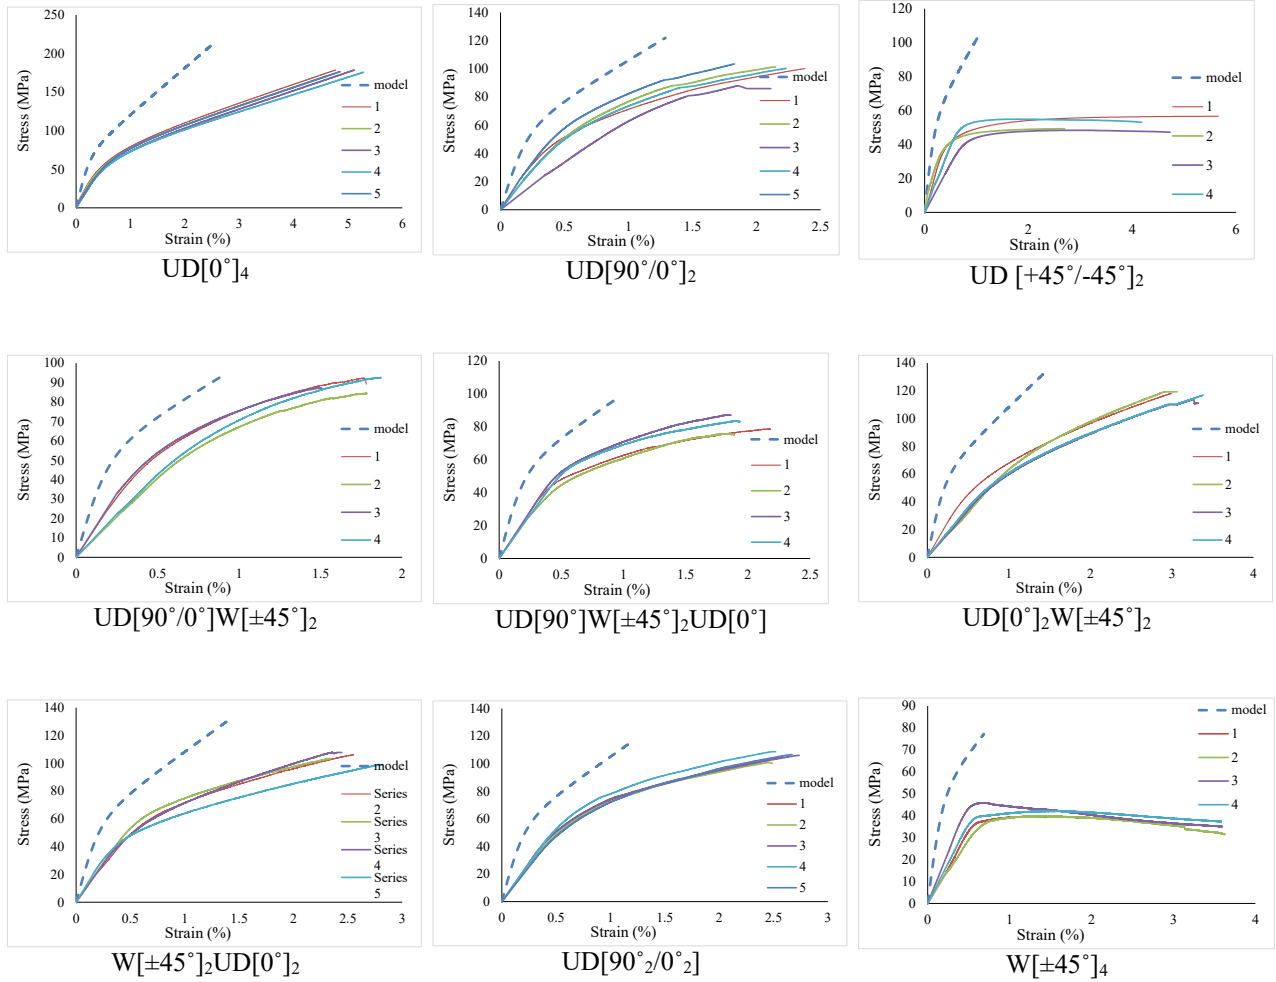 250
200
150
100
50
0
0 1 2 3 4 5 6
Stress (MPa)
Strain (%)
model
1
2
3
4
5
UD[0˚]₄
140
120
100
80
60
40
20
0
0 0.5 1 1.5 2 2.5
Stress (MPa)
Strain (%)
model
1
2
3
4
5
UD[90˚/0˚]₂
120
100
80
60
40
20
0
0 2 4 6
Stress (MPa)
Strain (%)
model
1
2
3
4
UD [+45˚/-45˚]₂
100
90
80
70
60
50
40
30
20
10
0
0 0.5 1 1.5 2
Stress (MPa)
Strain (%)
model
1
2
3
4
UD[90˚/0˚]W[±45˚]₂
120
100
80
60
40
20
0
0 0.5 1 1.5 2 2.5
Stress (MPa)
Strain (%)
model
1
2
3
4
UD[90˚]W[±45˚]₂UD[0˚]
140
120
100
80
60
40
20
0
0 1 2 3 4
Stress (MPa)
Strain (%)
model
1
2
3
4
UD[0˚]₂W[±45˚]₂
140
120
100
80
60
40
20
0
0 0.5 1 1.5 2 2.5 3
Stress (MPa)
Strain (%)
model
Series
2
Series
3
Series
4
Series
5
W[±45˚]₂UD[0˚]₂
140
120
100
80
60
40
20
0
0 0.5 1 1.5 2 2.5 3
Stress (MPa)
Strain (%)
model
1
2
3
4
5
UD[90˚₂/0˚₂]
90
80
70
60
50
40
30
20
10
0
0 1 2 3 4
Stress (MPa)
Strain (%)
model
1
2
3
4
W[±45˚]₄